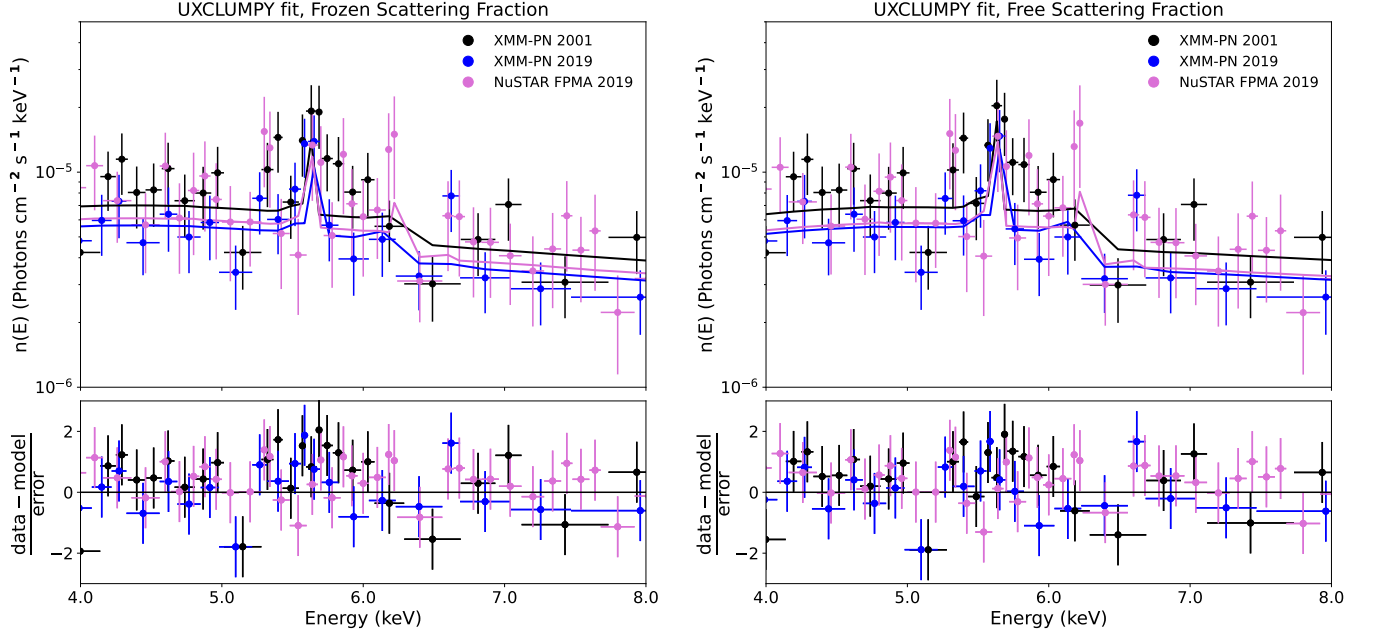 UXCLUMPY fit, Frozen Scattering Fraction
XMM-PN 2001
XMM-PN 2019
NuSTAR FPMA 2019
n(E) (Photons cm⁻² s⁻¹ keV⁻¹)
10⁻⁵
10⁻⁶
data − model
error
2
0
−2
4.0 5.0 6.0 7.0 8.0
Energy (keV)
UXCLUMPY fit, Free Scattering Fraction
XMM-PN 2001
XMM-PN 2019
NuSTAR FPMA 2019
n(E) (Photons cm⁻² s⁻¹ keV⁻¹)
10⁻⁵
10⁻⁶
data − model
error
2
0
−2
4.0 5.0 6.0 7.0 8.0
Energy (keV)